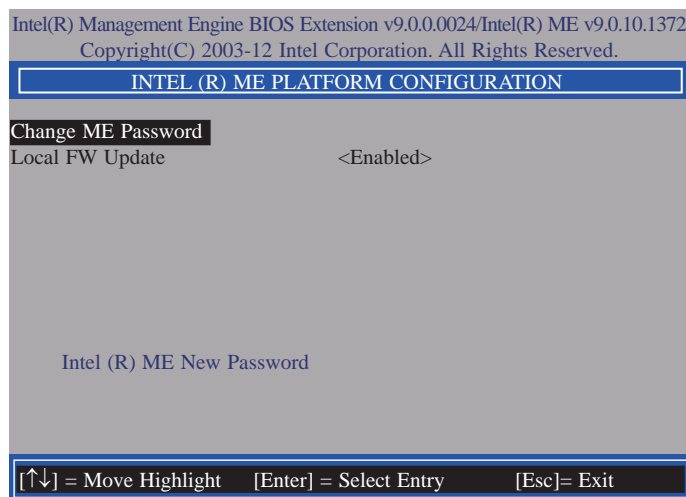 Intel(R) Management Engine BIOS Extension v9.0.0.0024/Intel(R) ME v9.0.10.1372
Copyright(C) 2003-12 Intel Corporation. All Rights Reserved.
INTEL (R) ME PLATFORM CONFIGURATION
Change ME Password
Local FW Update <Enabled>
Intel (R) ME New Password
[↑↓] = Move Highlight [Enter] = Select Entry [Esc]= Exit